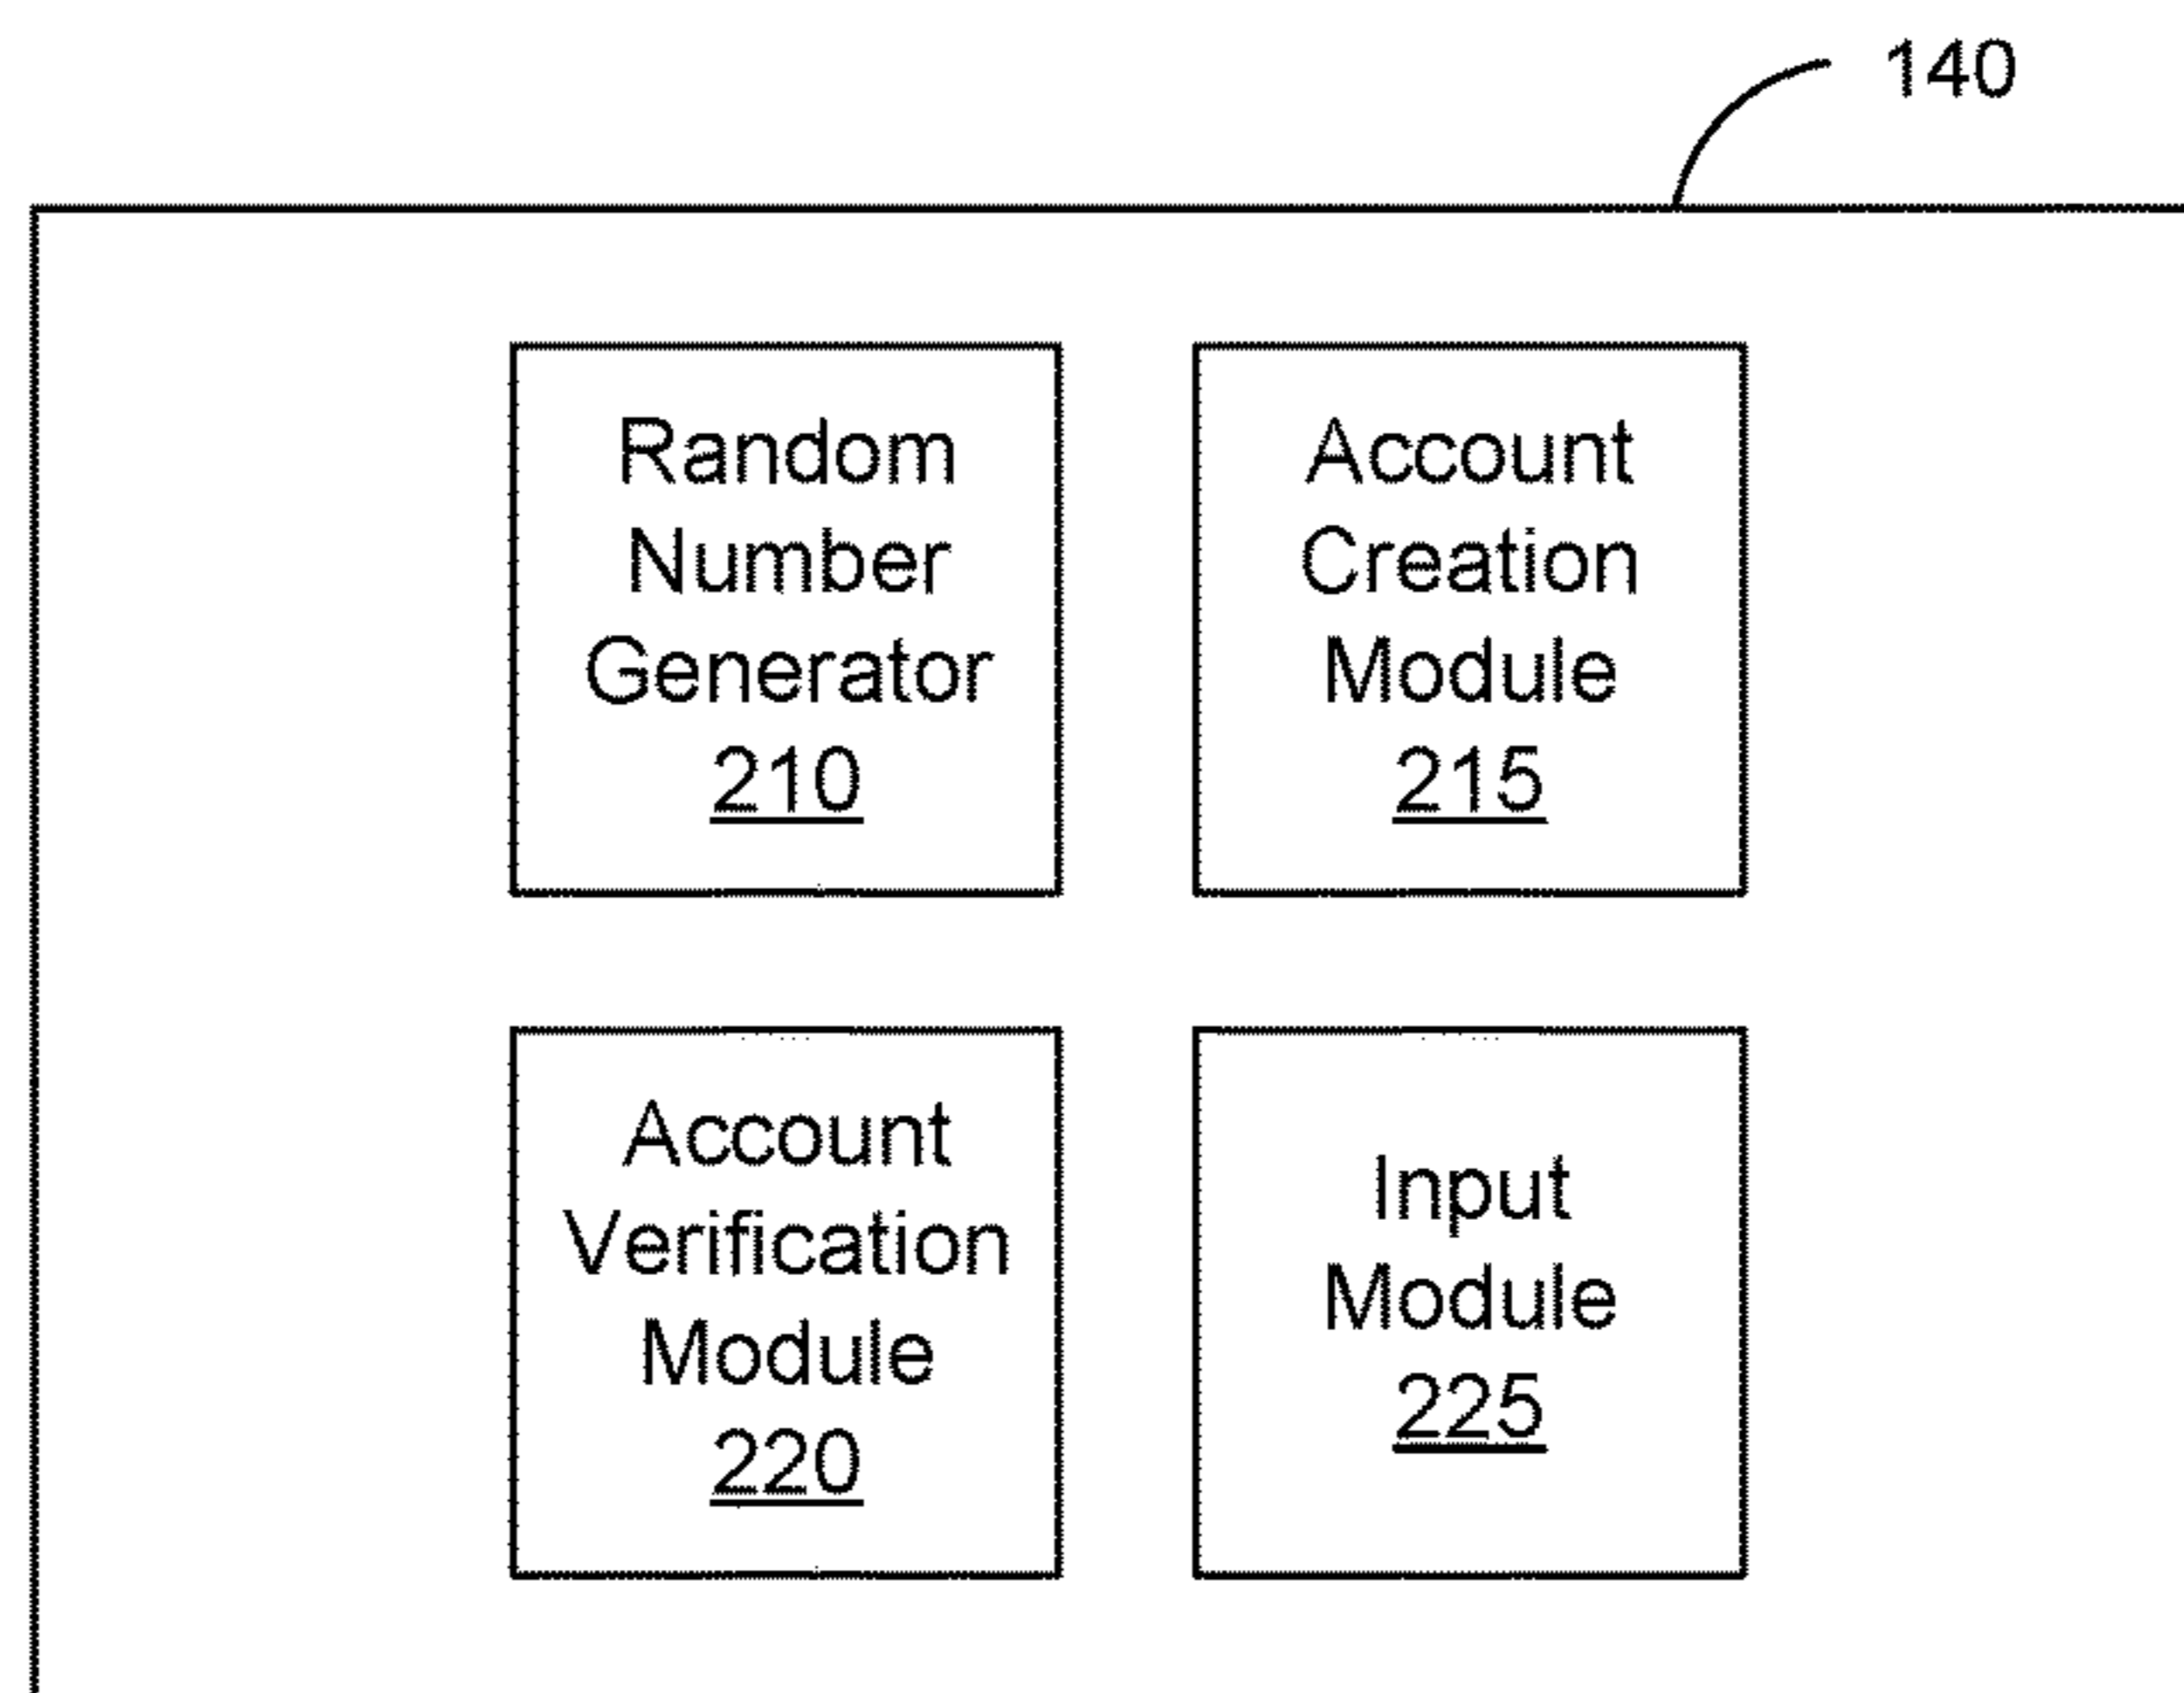 140
Random
Number
Generator
210
Account
Creation
Module
215
Account
Verification
Module
220
Input
Module
225